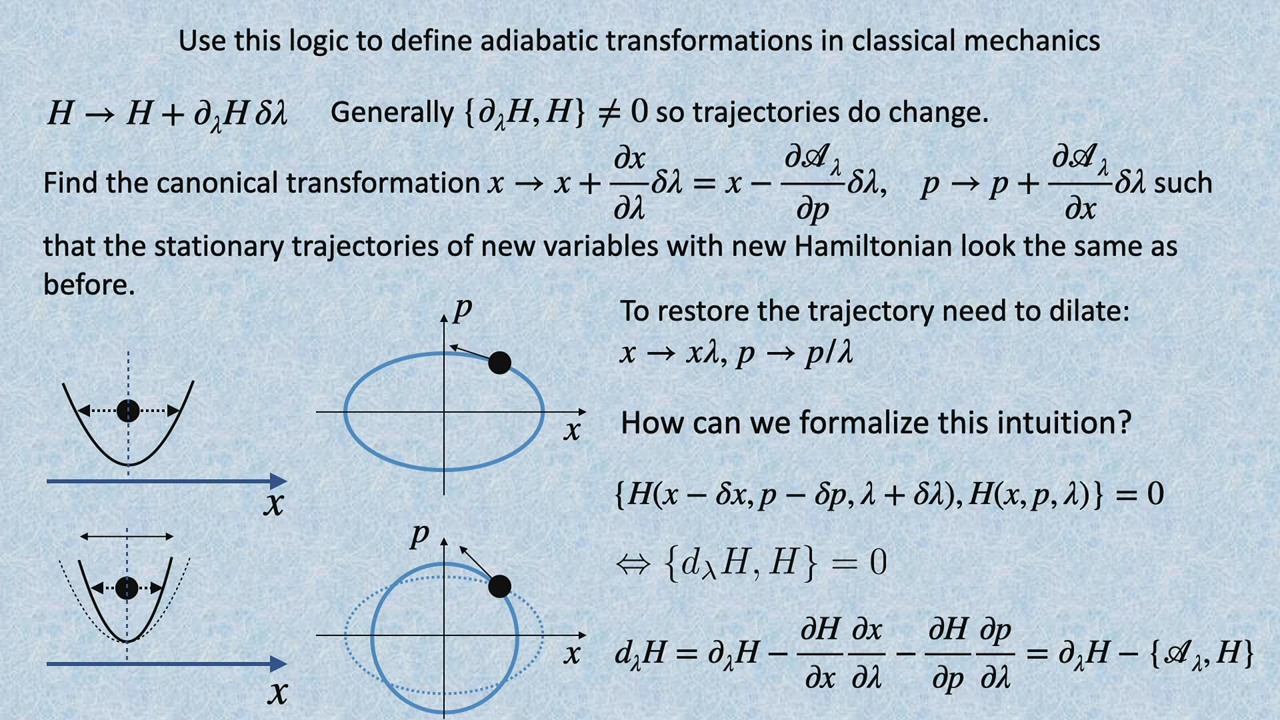 Use this logic to define adiabatic transformations in classical mechanics
H → H + ∂_λH δλ Generally {∂_λH, H} ≠ 0 so trajectories do change.
Find the canonical transformation x → x + ∂x/∂λ δλ = x − ∂𝒜_λ/∂p δλ, p → p + ∂𝒜_λ/∂x δλ such
that the stationary trajectories of new variables with new Hamiltonian look the same as
before.
p
x
x
To restore the trajectory need to dilate:
x → xλ, p → p/λ
How can we formalize this intuition?
{H(x − δx, p − δp, λ + δλ), H(x, p, λ)} = 0
⇔ {d_λH, H} = 0
p
x
x
d_λH = ∂_λH − ∂H/∂x ∂x/∂λ − ∂H/∂p ∂p/∂λ = ∂_λH − {𝒜_λ, H}